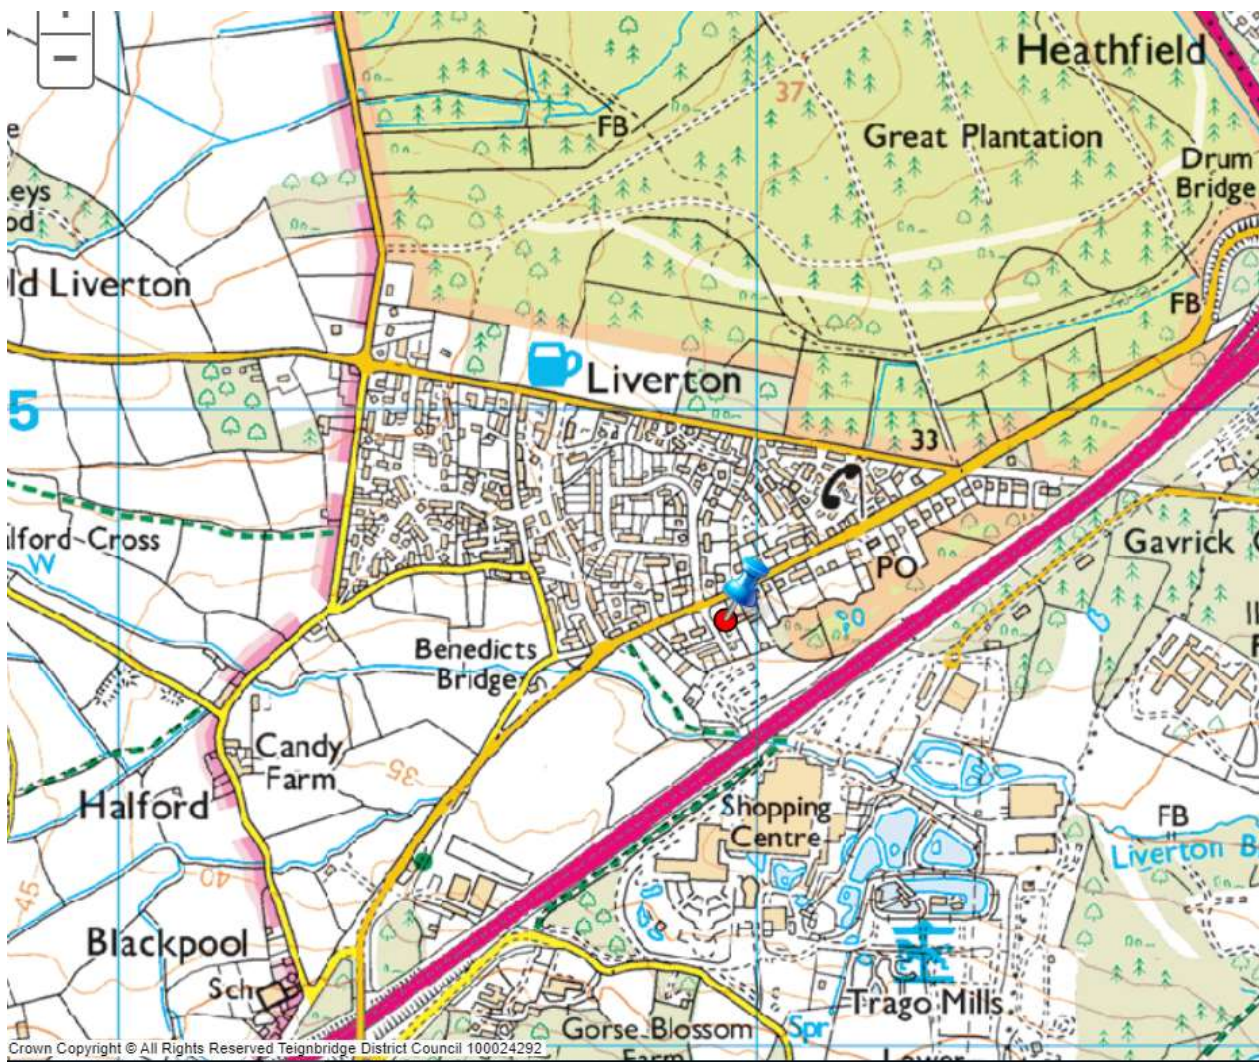 Heathfield
37
FB
Great Plantation
Drum
Bridge
eys
ld Liverton
FB
Liverton
5
33
lford Cross
W
Gavrick
PO
Benedicts
Bridge
Candy
Farm
35
Halford
Shopping
Centre
FB
Liverton B
40
45
Blackpool
Sch
Trago Mills
Gorse Blossom
Farm
Spr
Lower
Crown Copyright © All Rights Reserved Teignbridge District Council 100024292